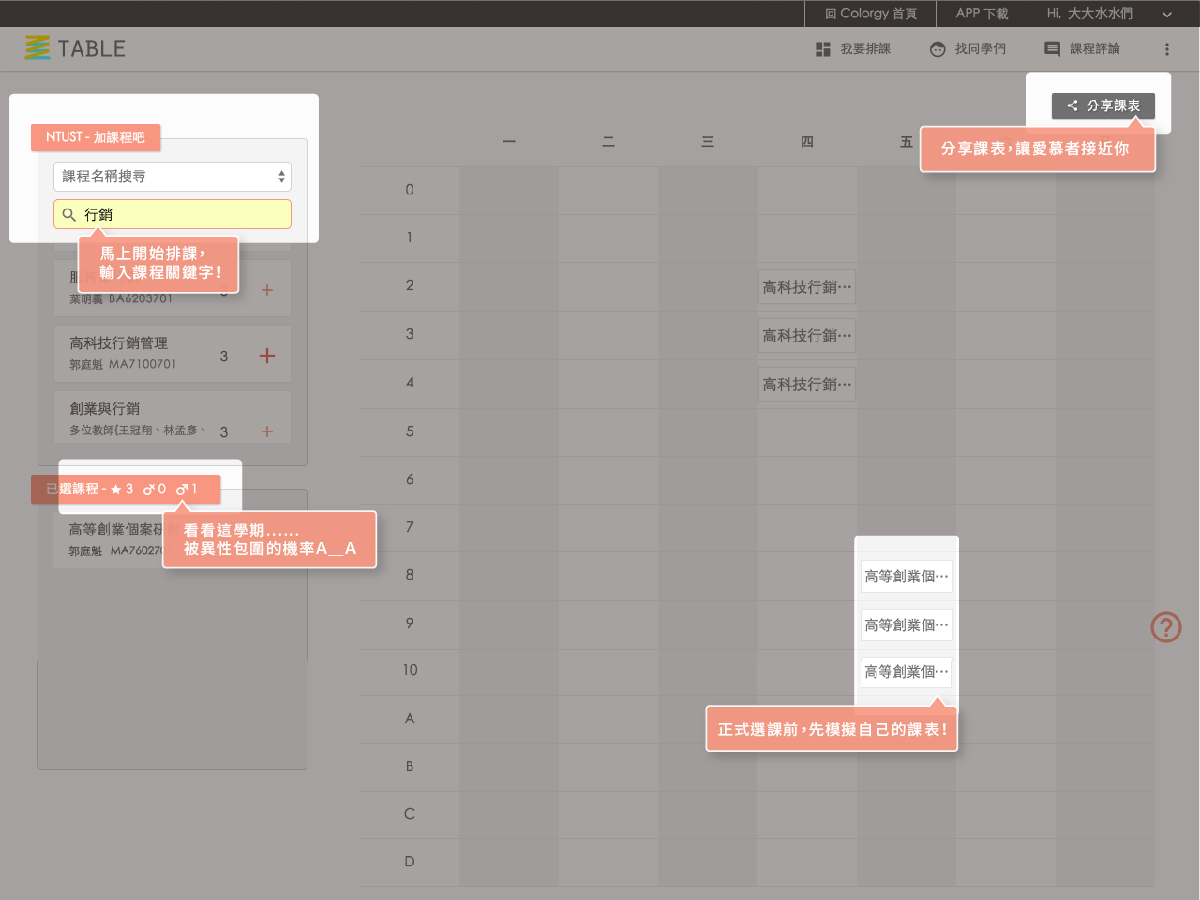 回 Colorgy 首頁
APP 下載
Hi, 大大水水們
TABLE
我要排課
找同學們
課程評論
分享課表
分享課表，讓愛慕者接近你
NTUST - 加課程吧
課程名稱搜尋
行銷
馬上開始排課，
輸入課程關鍵字！
葉明義 BA6203701
高科技行銷管理
郭庭魁 MA7100701
3
創業與行銷
多位教師{王冠翔、林孟彥、
3
已選課程 - ★ 3 ♂0 ♂1
高等創業個案研
郭庭魁 MA760270
看看這學期……
被異性包圍的機率A__A
一 二 三 四 五
0
1
2
高科技行銷…
3
高科技行銷…
4
高科技行銷…
5
6
7
8
高等創業個…
9
高等創業個…
10
高等創業個…
A
正式選課前，先模擬自己的課表！
B
C
D
?